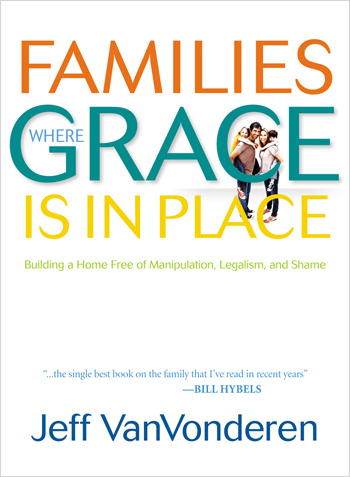 FAMILIES
WHERE
GRACE
IS IN PLACE
Building a Home Free of Manipulation, Legalism, and Shame
“...the single best book on the family that I’ve read in recent years”
—BILL HYBELS
Jeff VanVonderen